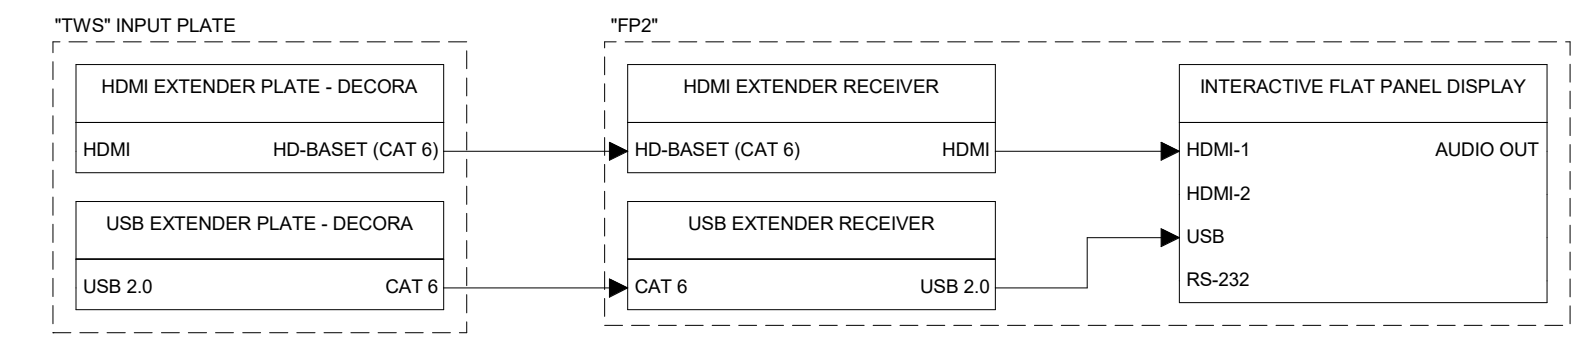 "TWS" INPUT PLATE
"FP2"
HDMI EXTENDER PLATE - DECORA
HDMI HD-BASET (CAT 6)
USB EXTENDER PLATE - DECORA
USB 2.0 CAT 6
HDMI EXTENDER RECEIVER
HD-BASET (CAT 6) HDMI
USB EXTENDER RECEIVER
CAT 6 USB 2.0
INTERACTIVE FLAT PANEL DISPLAY
HDMI-1 AUDIO OUT
HDMI-2
USB
RS-232